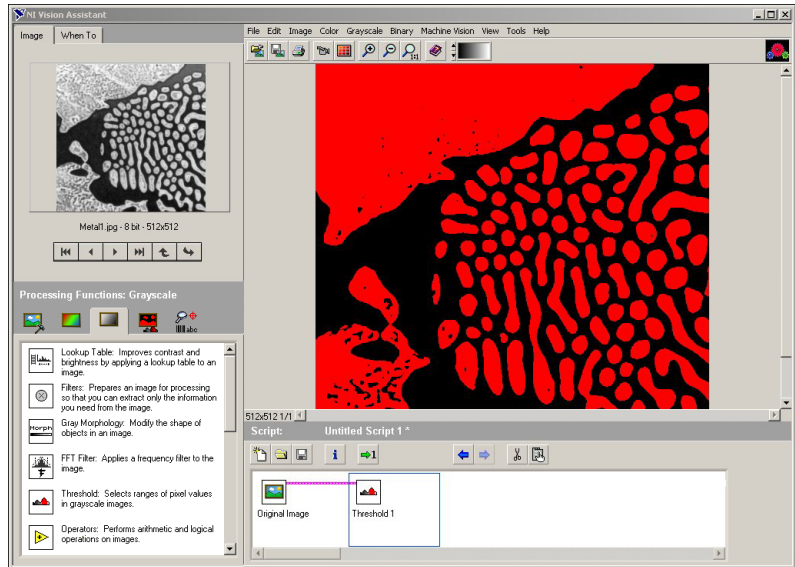 NI Vision Assistant
Image
When To
File Edit Image Color Grayscale Binary Machine Vision View Tools Help
1:1
Metal1.jpg - 8 bit - 512x512
Processing Functions: Grayscale
abc
Lookup Table: Improves contrast and
brightness by applying a lookup table to an
image.
Filters: Prepares an image for processing
so that you can extract only the information
you need from the image.
Morph
Gray Morphology: Modify the shape of
objects in an image.
FFT Filter: Applies a frequency filter to the
image.
Threshold: Selects ranges of pixel values
in grayscale images.
Operators: Performs arithmetic and logical
operations on images.
512x512 1/1
Script: Untitled Script 1 *
i
1
Original Image
Threshold 1